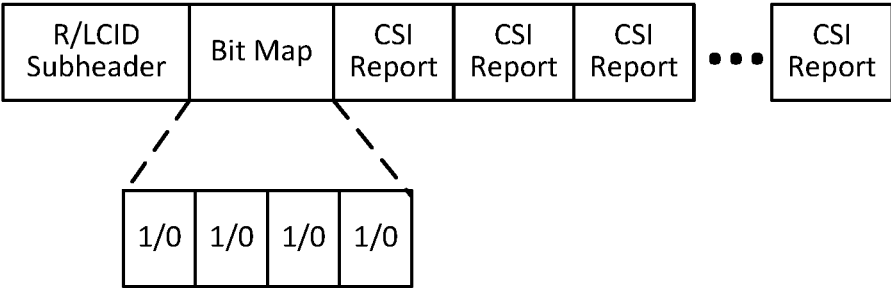 R/LCID
Subheader
Bit Map
CSI
Report
CSI
Report
CSI
Report
CSI
Report
1/0 1/0 1/0 1/0